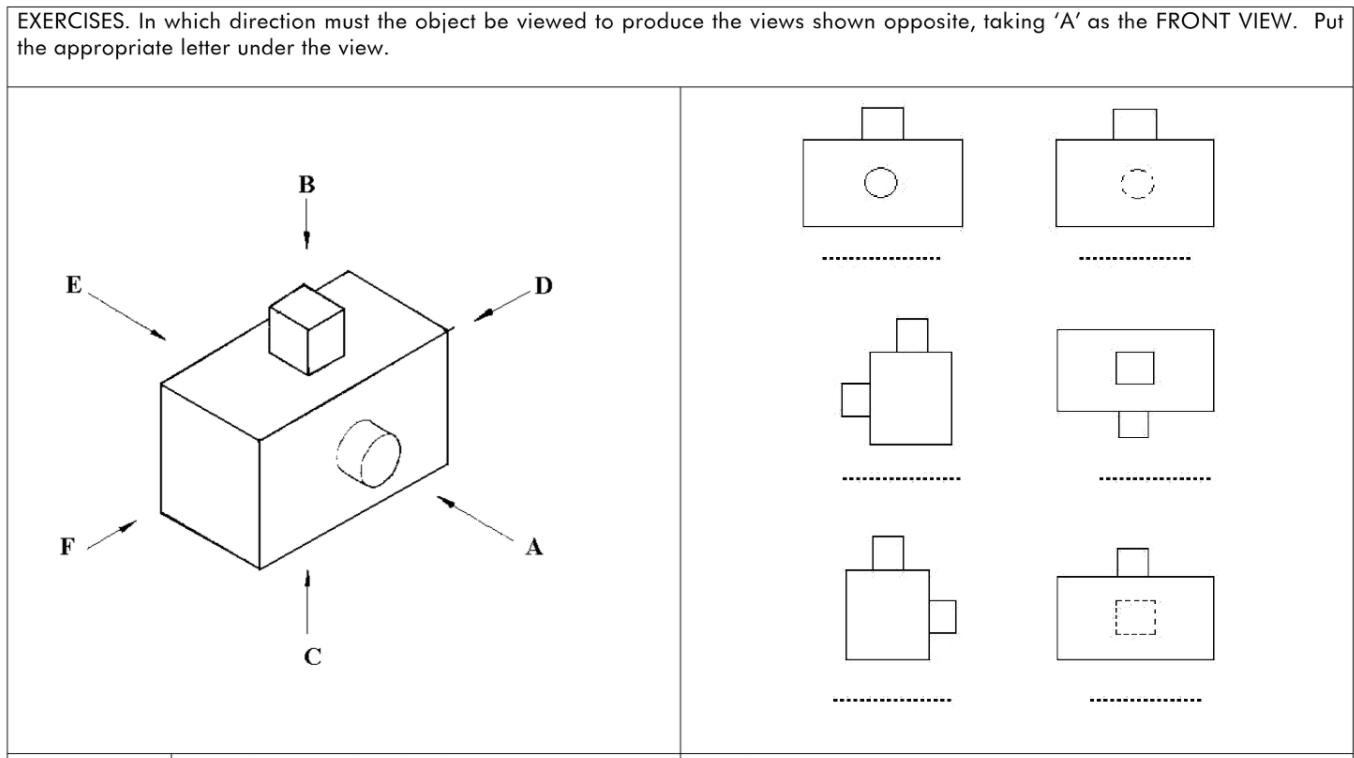 EXERCISES. In which direction must the object be viewed to produce the views shown opposite, taking ‘A’ as the FRONT VIEW.  Put
the appropriate letter under the view.
B
E
D
F
A
C